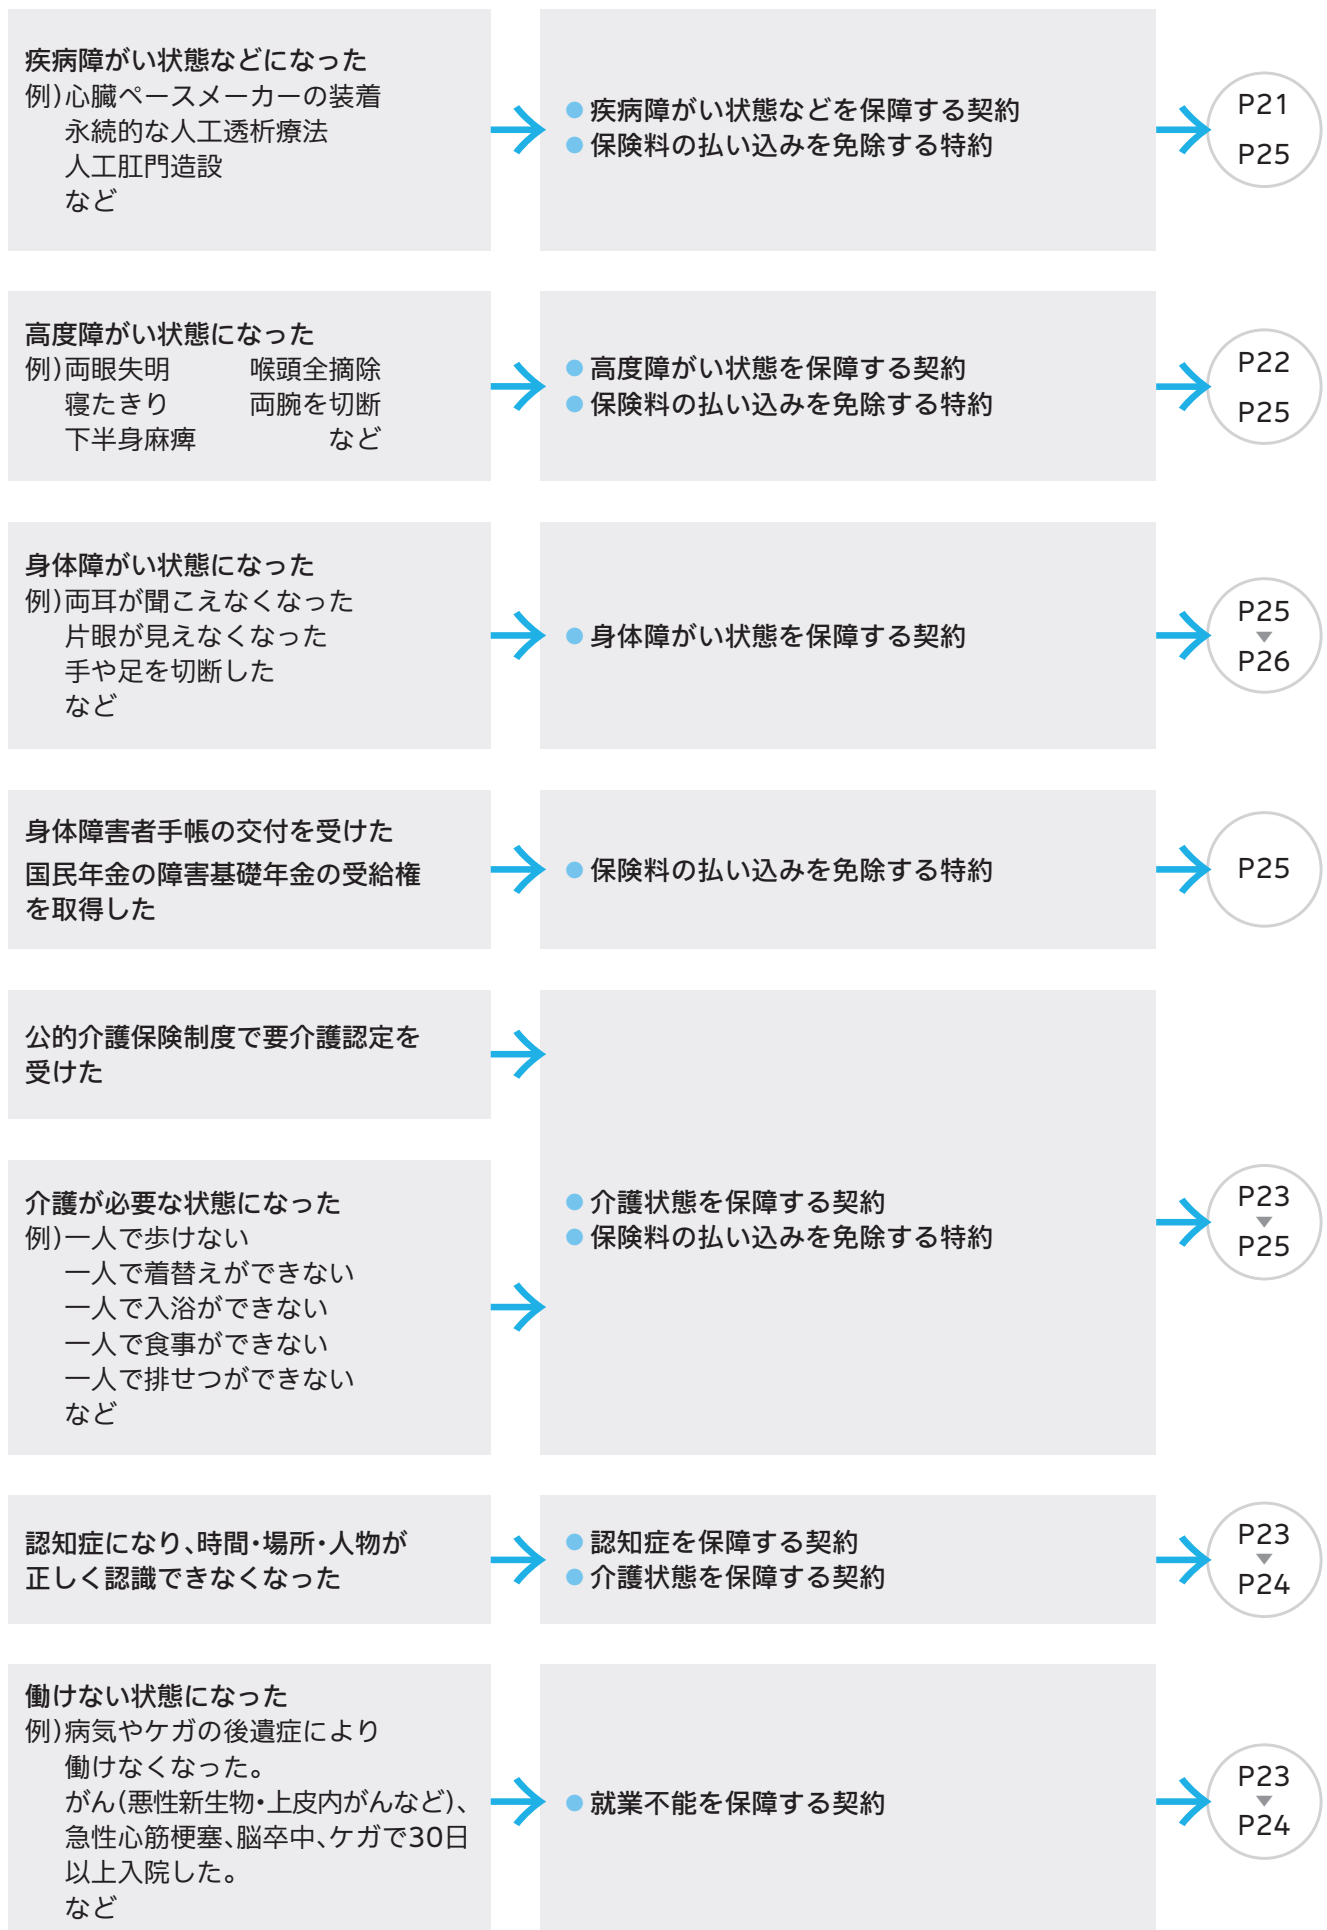 疾病障がい状態などになった
例)心臓ペースメーカーの装着
永続的な人工透析療法
人工肛門造設
など
●疾病障がい状態などを保障する契約
●保険料の払い込みを免除する特約
P21
P25
高度障がい状態になった
例)両眼失明 喉頭全摘除
寝たきり 両腕を切断
下半身麻痺 など
●高度障がい状態を保障する契約
●保険料の払い込みを免除する特約
P22
P25
身体障がい状態になった
例)両耳が聞こえなくなった
片眼が見えなくなった
手や足を切断した
など
●身体障がい状態を保障する契約
P25
▼
P26
身体障害者手帳の交付を受けた
国民年金の障害基礎年金の受給権
を取得した
●保険料の払い込みを免除する特約
P25
公的介護保険制度で要介護認定を
受けた
介護が必要な状態になった
例)一人で歩けない
一人で着替えができない
一人で入浴ができない
一人で食事ができない
一人で排せつができない
など
●介護状態を保障する契約
●保険料の払い込みを免除する特約
P23
▼
P25
認知症になり、時間・場所・人物が
正しく認識できなくなった
●認知症を保障する契約
●介護状態を保障する契約
P23
▼
P24
働けない状態になった
例)病気やケガの後遺症により
働けなくなった。
がん(悪性新生物・上皮内がんなど)、
急性心筋梗塞、脳卒中、ケガで30日
以上入院した。
など
●就業不能を保障する契約
P23
▼
P24